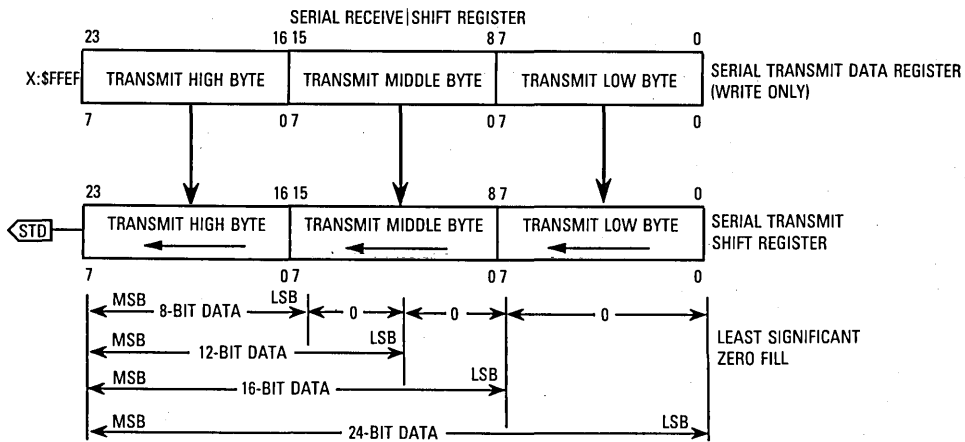 SERIAL RECEIVE|SHIFT REGISTER
23 16 15 8 7 0
X:$FFEF TRANSMIT HIGH BYTE TRANSMIT MIDDLE BYTE TRANSMIT LOW BYTE SERIAL TRANSMIT DATA REGISTER
(WRITE ONLY)
7 0 7 0 7 0
23 16 15 8 7 0
STD TRANSMIT HIGH BYTE TRANSMIT MIDDLE BYTE TRANSMIT LOW BYTE SERIAL TRANSMIT
SHIFT REGISTER
7 0 7 0 7 0
MSB LSB
8-BIT DATA 0 0 0 LEAST SIGNIFICANT
ZERO FILL
MSB LSB
12-BIT DATA
MSB LSB
16-BIT DATA
MSB LSB
24-BIT DATA